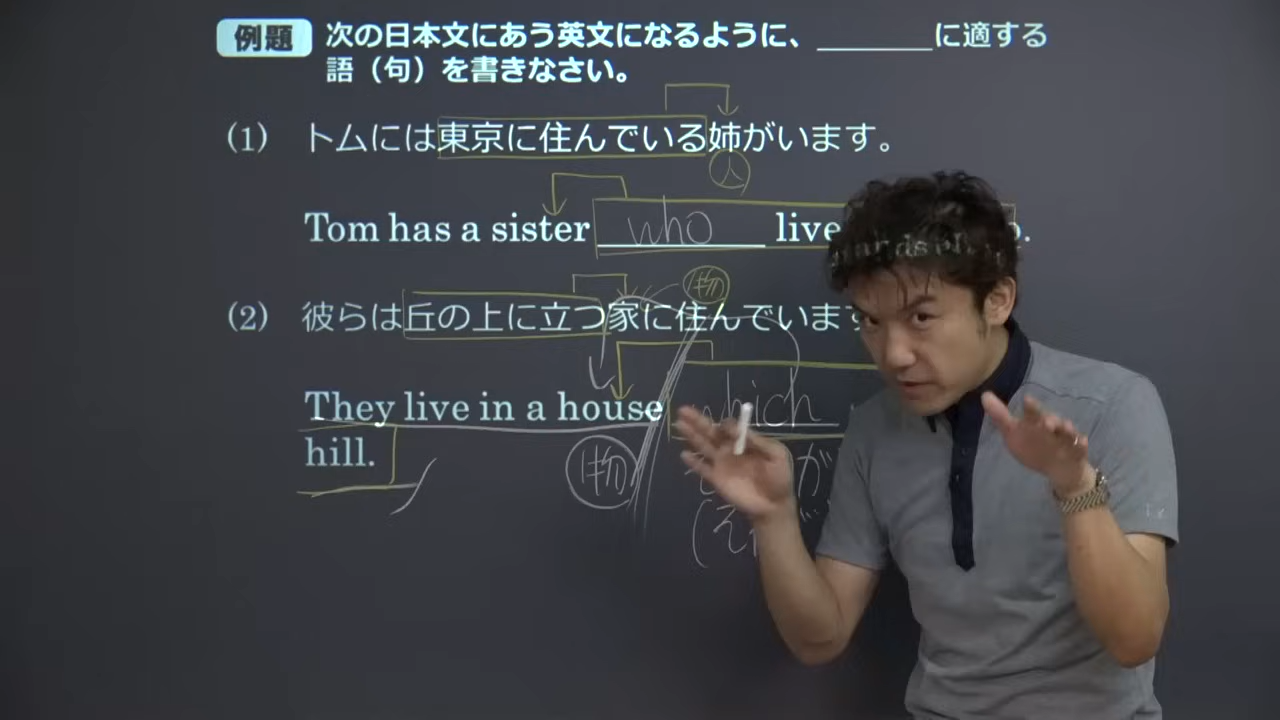 例題 次の日本文にあう英文になるように、______に適する
語（句）を書きなさい。
(1) トムには東京に住んでいる姉がいます。
人
Tom has a sister who live
(2) 彼らは丘の上に立つ家に住んでいます
物
They live in a house which
hill.
物
が